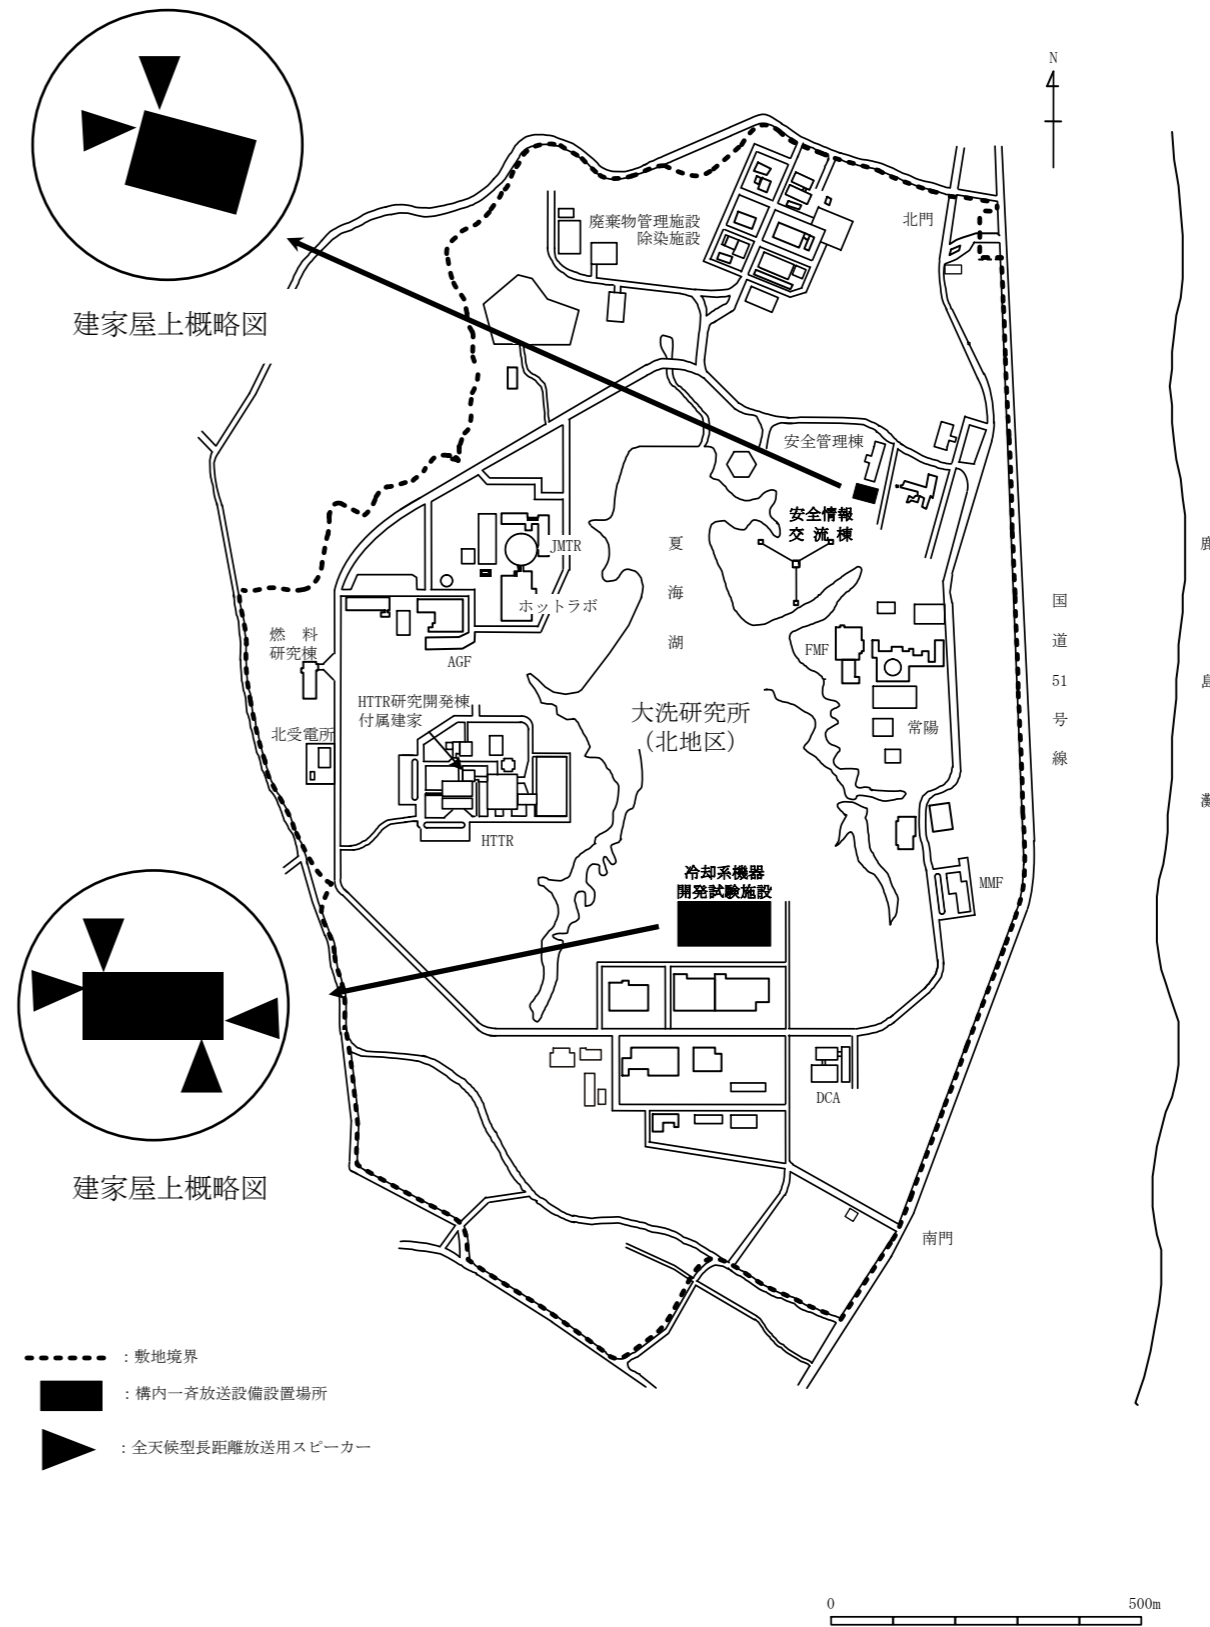 N
北門
廃棄物管理施設
除染施設
建家屋上概略図
安全管理棟
安全情報
交 流 棟
JMTR
ホットラボ
夏
海
湖
鹿
島
国
道
51
号
線
燃 料
研究棟
AGF
FMF
HTTR研究開発棟
付属建家
北受電所
大洗研究所
(北地区)
常陽
HTTR
冷却系機器
開発試験施設
MMF
DCA
建家屋上概略図
南門
：敷地境界
：構内一斉放送設備設置場所
：全天候型長距離放送用スピーカー
0 500m